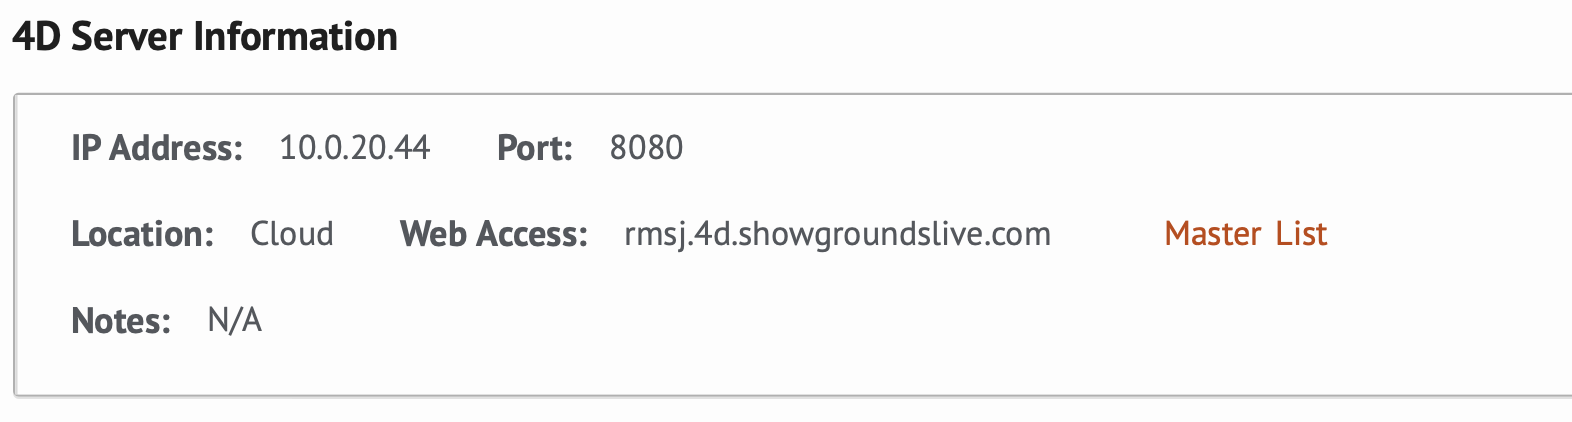 4D Server Information
IP Address: 10.0.20.44 Port: 8080
Location: Cloud Web Access: rmsj.4d.showgroundslive.com Master List
Notes: N/A